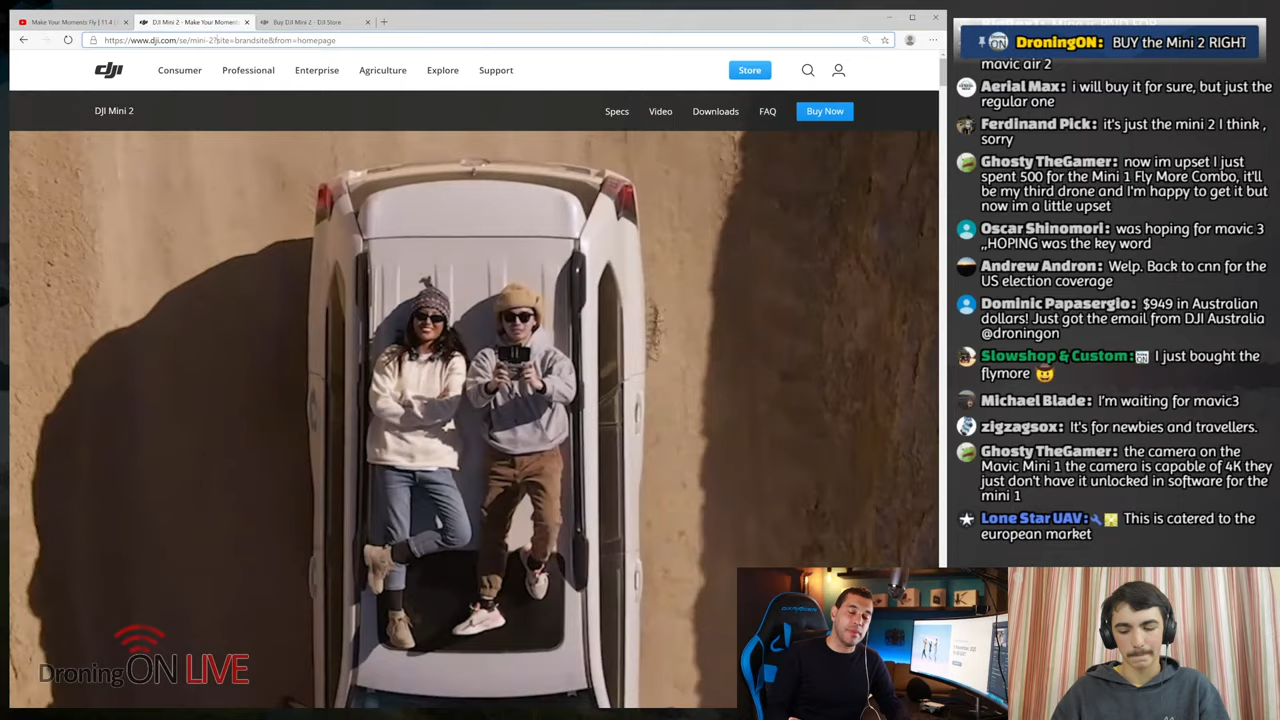 Make Your Moments Fly | 11.4 |
DJI Mini 2 - Make Your Moment
Buy DJI Mini 2 - DJI Store
https://www.dji.com/se/mini-2?site=brandsite&from=homepage
dji
Consumer
Professional
Enterprise
Agriculture
Explore
Support
Store
DJI Mini 2
Specs
Video
Downloads
FAQ
Buy Now
DroningON LIVE
DroningON: BUY the Mini 2 RIGHT
mavic air 2
Aerial Max: i will buy it for sure, but just the
regular one
Ferdinand Pick: it's just the mini 2 I think ,
sorry
Ghosty TheGamer: now im upset I just
spent 500 for the Mini 1 Fly More Combo, it'll
be my third drone and I'm happy to get it but
now im a little upset
Oscar Shinomori: was hoping for mavic 3
,,HOPING was the key word
Andrew Andron: Welp. Back to cnn for the
US election coverage
Dominic Papasergio: $949 in Australian
dollars! Just got the email from DJI Australia
@droningon
Slowshop & Custom: I just bought the
flymore
Michael Blade: I'm waiting for mavic3
zigzagsox: It's for newbies and travellers.
Ghosty TheGamer: the camera on the
Mavic Mini 1 the camera is capable of 4K they
just don't have it unlocked in software for the
mini 1
Lone Star UAV: This is catered to the
european market